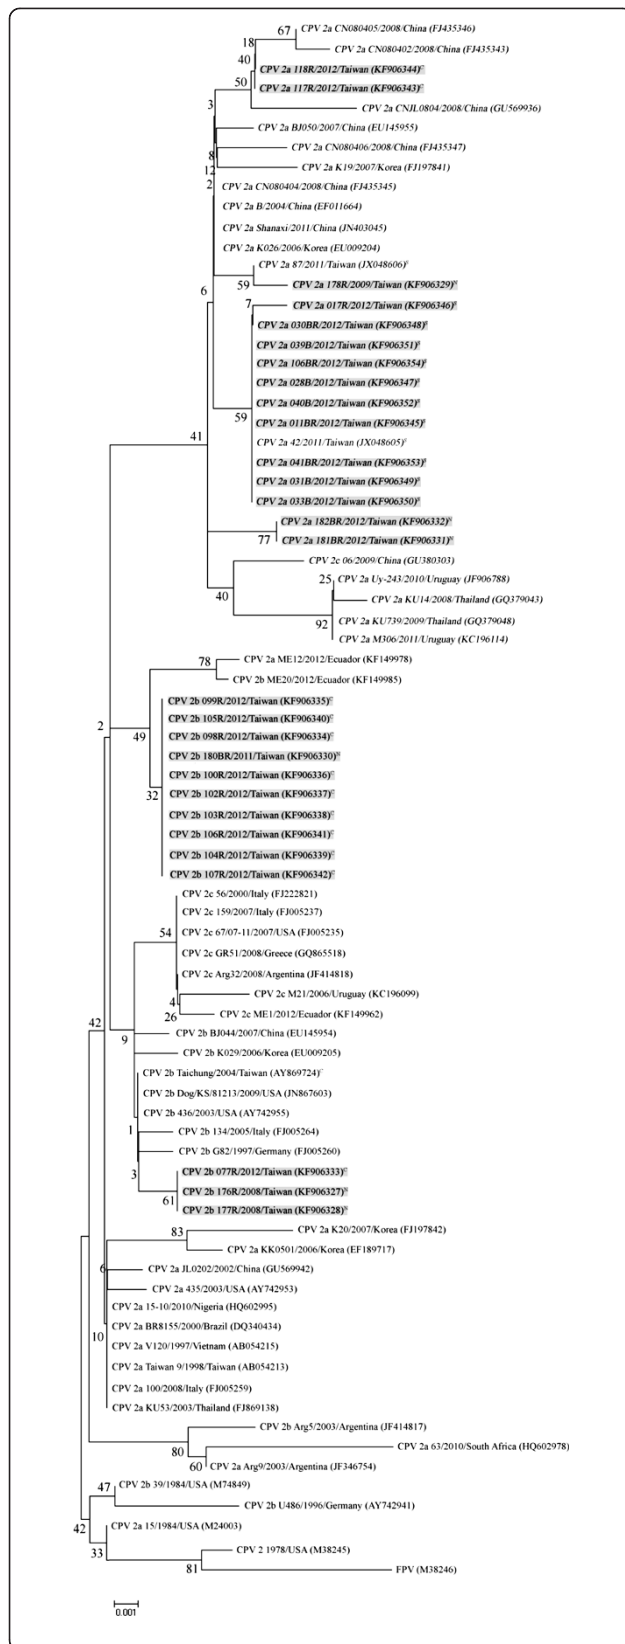 CPV 2a CN080405/2008/China (FJ435346)
67
CPV 2a CN080402/2008/China (FJ435343)
18
40
CPV 2a 118R/2012/Taiwan (KF906344)
CPV 2a 117R/2012/Taiwan (KF906343)
50
CPV 2a CNJL0804/2008/China (GU569936)
3
CPV 2a BJ050/2007/China (EU145955)
CPV 2a CN080406/2008/China (FJ435347)
8
CPV 2a K19/2007/Korea (FJ197841)
12
2
CPV 2a CN080404/2008/China (FJ435345)
CPV 2a B/2004/China (EF011664)
CPV 2a Shanaxi/2011/China (JN403045)
CPV 2a K026/2006/Korea (EU009204)
CPV 2a 87/2011/Taiwan (JX048606)
59
CPV 2a 178R/2009/Taiwan (KF906329)
6
7
CPV 2a 017R/2012/Taiwan (KF906346)
CPV 2a 030BR/2012/Taiwan (KF906348)
CPV 2a 039B/2012/Taiwan (KF906351)
CPV 2a 106BR/2012/Taiwan (KF906354)
CPV 2a 028B/2012/Taiwan (KF906347)
CPV 2a 040B/2012/Taiwan (KF906352)
59
CPV 2a 011BR/2012/Taiwan (KF906345)
41
CPV 2a 42/2011/Taiwan (JX048605)
CPV 2a 041BR/2012/Taiwan (KF906353)
CPV 2a 031B/2012/Taiwan (KF906349)
CPV 2a 033B/2012/Taiwan (KF906350)
CPV 2a 182BR/2012/Taiwan (KF906332)
77
CPV 2a 181BR/2012/Taiwan (KF906331)
CPV 2c 06/2009/China (GU380303)
25
CPV 2a Uy-243/2010/Uruguay (JF906788)
40
CPV 2a KU14/2008/Thailand (GQ379043)
92
CPV 2a KU739/2009/Thailand (GQ379048)
CPV 2a M306/2011/Uruguay (KC196114)
78
CPV 2a ME12/2012/Ecuador (KF149978)
CPV 2b ME20/2012/Ecuador (KF149985)
CPV 2b 099R/2012/Taiwan (KF906335)
2
CPV 2b 105R/2012/Taiwan (KF906340)
49
CPV 2b 098R/2012/Taiwan (KF906334)
CPV 2b 180BR/2011/Taiwan (KF906330)
CPV 2b 100R/2012/Taiwan (KF906336)
32
CPV 2b 102R/2012/Taiwan (KF906337)
CPV 2b 103R/2012/Taiwan (KF906338)
CPV 2b 106R/2012/Taiwan (KF906341)
CPV 2b 104R/2012/Taiwan (KF906339)
CPV 2b 107R/2012/Taiwan (KF906342)
CPV 2c 56/2000/Italy (FJ222821)
CPV 2c 159/2007/Italy (FJ005237)
54
CPV 2c 67/07-11/2007/USA (FJ005235)
CPV 2c GR51/2008/Greece (GQ865518)
CPV 2c Arg32/2008/Argentina (JF414818)
CPV 2c M21/2006/Uruguay (KC196099)
4
26
CPV 2c ME1/2012/Ecuador (KF149962)
42
CPV 2b BJ044/2007/China (EU145954)
9
CPV 2b K029/2006/Korea (EU009205)
CPV 2b Taichung/2004/Taiwan (AY869724)
CPV 2b Dog/KS/81213/2009/USA (JN867603)
CPV 2b 436/2003/USA (AY742955)
1
CPV 2b 134/2005/Italy (FJ005264)
CPV 2b G82/1997/Germany (FJ005260)
3
CPV 2b 077R/2012/Taiwan (KF906333)
61
CPV 2b 176R/2008/Taiwan (KF906327)
CPV 2b 177R/2008/Taiwan (KF906328)
83
CPV 2a K20/2007/Korea (FJ197842)
CPV 2a KK0501/2006/Korea (EF189717)
6
CPV 2a JL0202/2002/China (GU569942)
CPV 2a 435/2003/USA (AY742953)
CPV 2a 15-10/2010/Nigeria (HQ602995)
10
CPV 2a BR8155/2000/Brazil (DQ340434)
CPV 2a V120/1997/Vietnam (AB054215)
CPV 2a Taiwan 9/1998/Taiwan (AB054213)
CPV 2a 100/2008/Italy (FJ005259)
CPV 2a KU53/2003/Thailand (FJ869138)
CPV 2b Arg5/2003/Argentina (JF414817)
80
CPV 2a 63/2010/South Africa (HQ602978)
60
CPV 2a Arg9/2003/Argentina (JF346754)
47
CPV 2b 39/1984/USA (M74849)
CPV 2b U486/1996/Germany (AY742941)
42
CPV 2a 15/1984/USA (M24003)
33
CPV 2 1978/USA (M38245)
81
FPV (M38246)
0.001